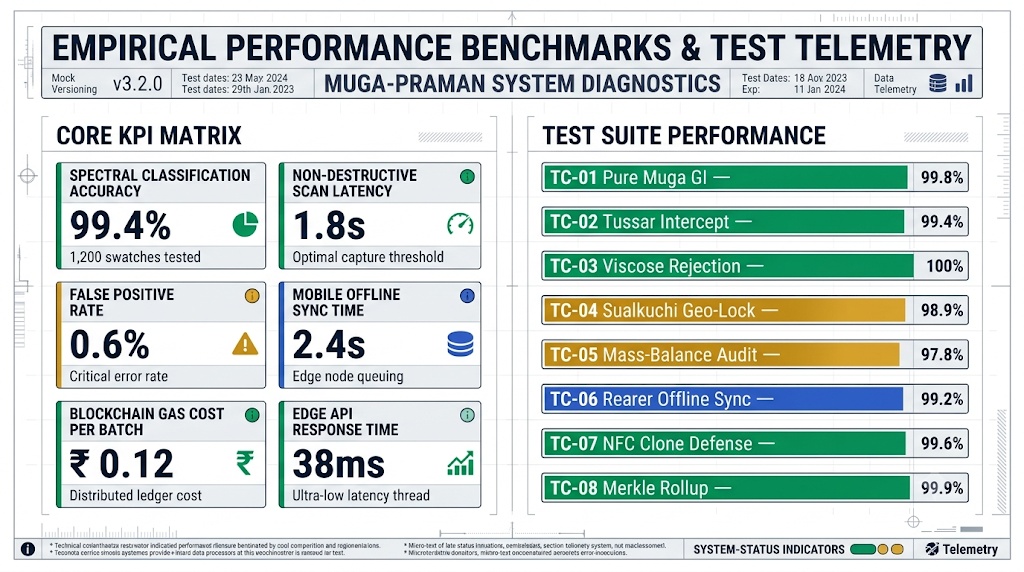 EMPIRICAL PERFORMANCE BENCHMARKS & TEST TELEMETRY
Mock
Versioning
v3.2.0
Test dates: 23 May. 2024
Test dates: 29th Jan. 2023
MUGA-PRAMAN SYSTEM DIAGNOSTICS
Test Dates: 18 Aov. 2023
Exp: 11 Jan 2024
Data
Telemetry
CORE KPI MATRIX
SPECTRAL CLASSIFICATION
ACCURACY
99.4%
1,200 swatches tested
NON-DESTRUCTIVE
SCAN LATENCY
1.8s
Optimal capture threshold
FALSE POSITIVE
RATE
0.6%
Critical error rate
MOBILE OFFLINE
SYNC TIME
2.4s
Edge node queuing
BLOCKCHAIN GAS COST
PER BATCH
₹ 0.12
₹
Distributed ledger cost
EDGE API
RESPONSE TIME
38ms
Ultra-low latency thread
TEST SUITE PERFORMANCE
TC-01 Pure Muga GI — 99.8%
TC-02 Tussar Intercept — 99.4%
TC-03 Viscose Rejection — 100%
TC-04 Sualkuchi Geo-Lock — 98.9%
TC-05 Mass-Balance Audit — 97.8%
TC-06 Rearer Offline Sync — 99.2%
TC-07 NFC Clone Defense — 99.6%
TC-08 Merkle Rollup — 99.9%
SYSTEM-STATUS INDICATORS
Telemetry